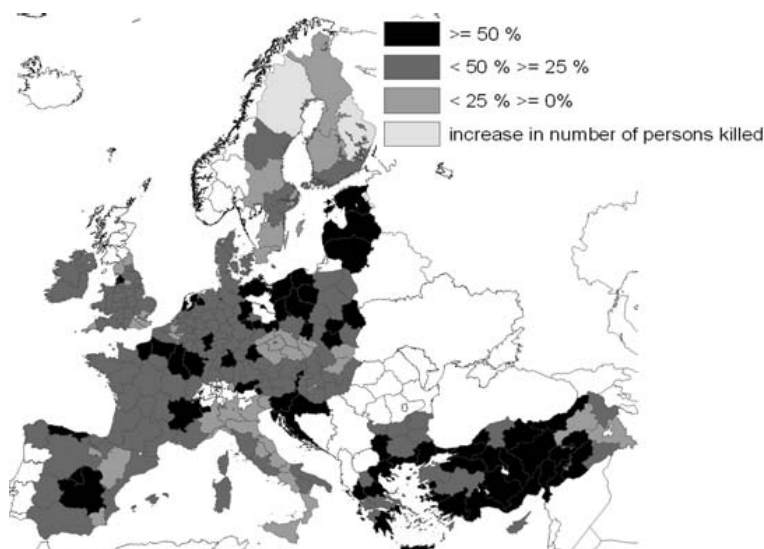 >= 50 %
< 50 % >= 25 %
< 25 % >= 0%
increase in number of persons killed